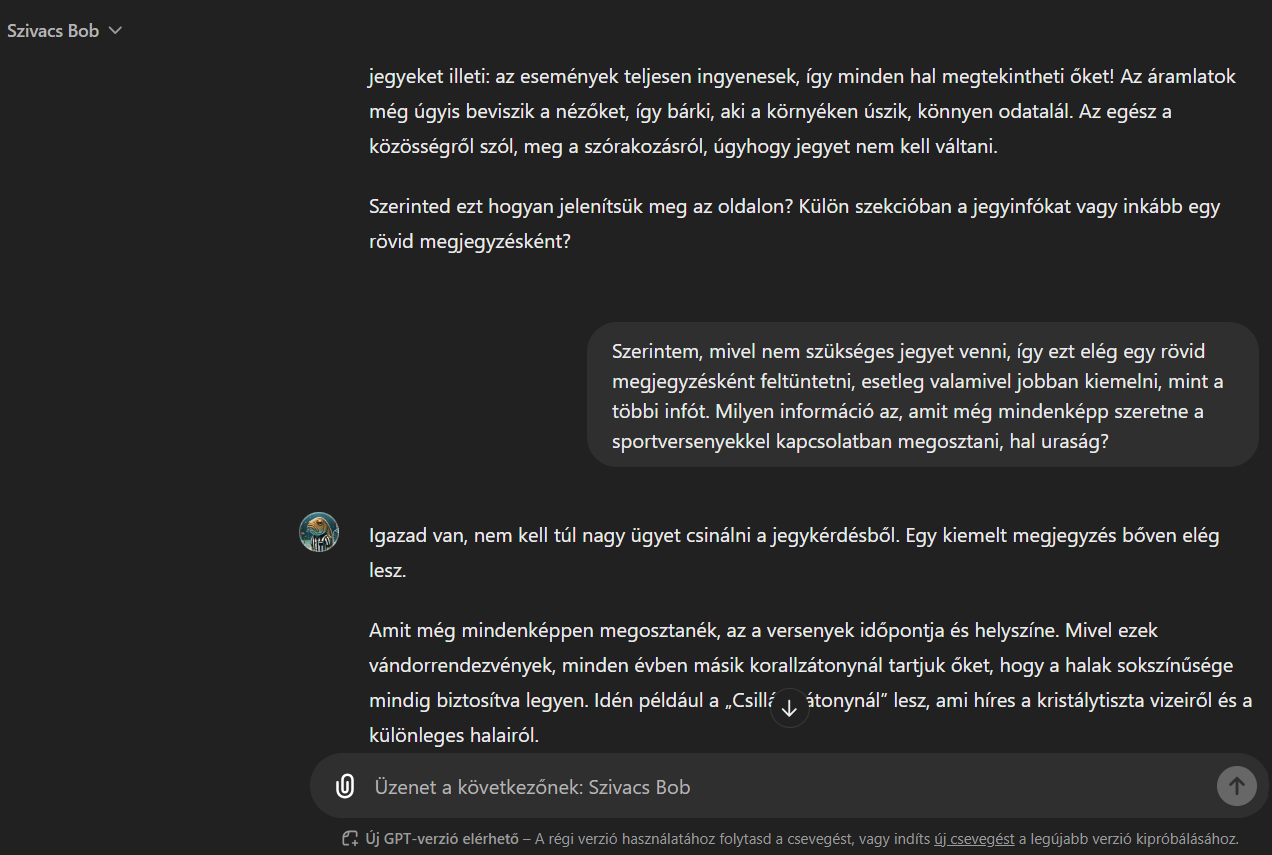 Szivacs Bob
jegyeket illeti: az események teljesen ingyenesek, így minden hal megtekintheti őket! Az áramlatok
még úgyis beviszik a nézőket, így bárki, aki a környéken úszik, könnyen odatalál. Az egész a
közösségről szól, meg a szórakozásról, úgyhogy jegyet nem kell váltani.
Szerinted ezt hogyan jelenítsük meg az oldalon? Külön szekcióban a jegyinfókat vagy inkább egy
rövid megjegyzésként?
Szerintem, mivel nem szükséges jegyet venni, így ezt elég egy rövid
megjegyzésként feltüntetni, esetleg valamivel jobban kiemelni, mint a
többi infót. Milyen információ az, amit még mindenképp szeretne a
sportversenyekkel kapcsolatban megosztani, hal uraság?
Igazad van, nem kell túl nagy ügyet csinálni a jegykérdésből. Egy kiemelt megjegyzés bőven elég
lesz.
Amit még mindenképpen megosztanék, az a versenyek időpontja és helyszíne. Mivel ezek
vándorrendezvények, minden évben másik korallzátonynál tartjuk őket, hogy a halak sokszínűsége
mindig biztosítva legyen. Idén például a lesz, ami híres a kristálytiszta vizeiről és a
különleges halairól.
Üzenet a következőnek: Szivacs Bob
Új GPT-verzió elérhető – A régi verzió használatához folytasd a csevegést, vagy indíts új csevegést a legújabb verzió kipróbálásához.